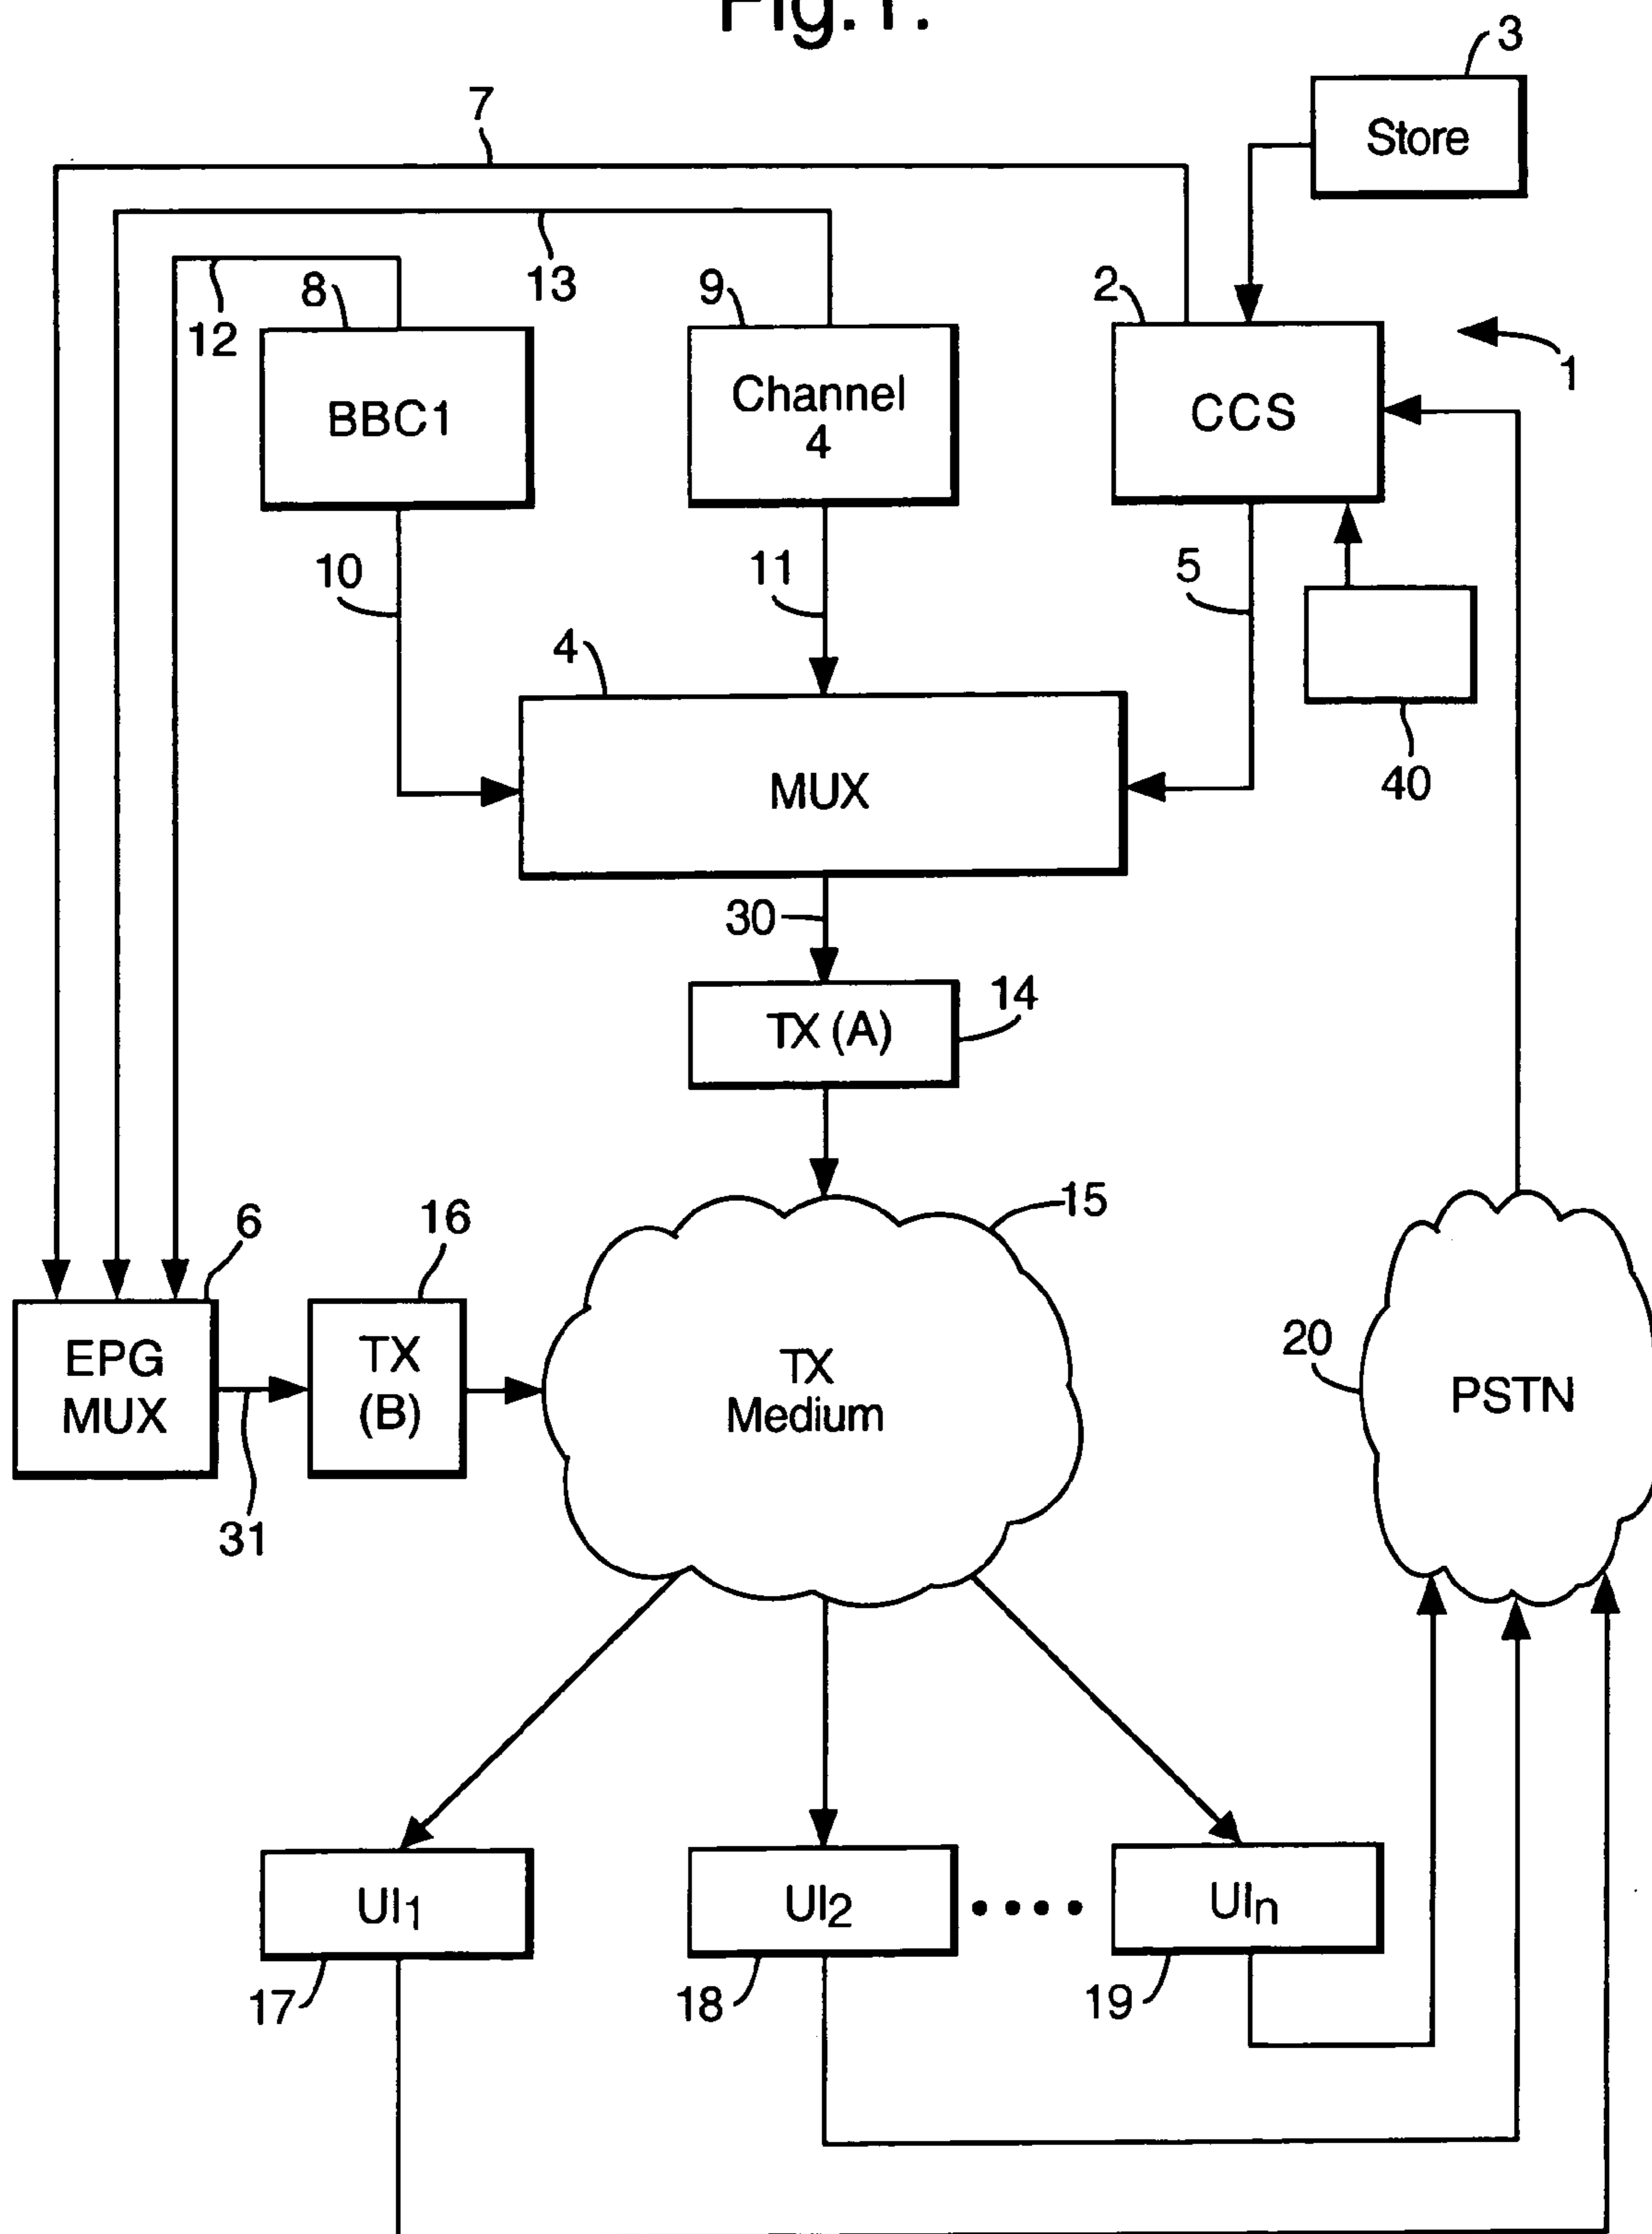 Fig.1.
3
Store
7
13
12
8
9
2
1
BBC1
Channel
4
CCS
10
11
5
4
MUX
40
30
TX (A)
14
15
6
16
EPG
MUX
TX
(B)
TX
Medium
20
PSTN
31
UI1
UI2
UIn
17
18
19